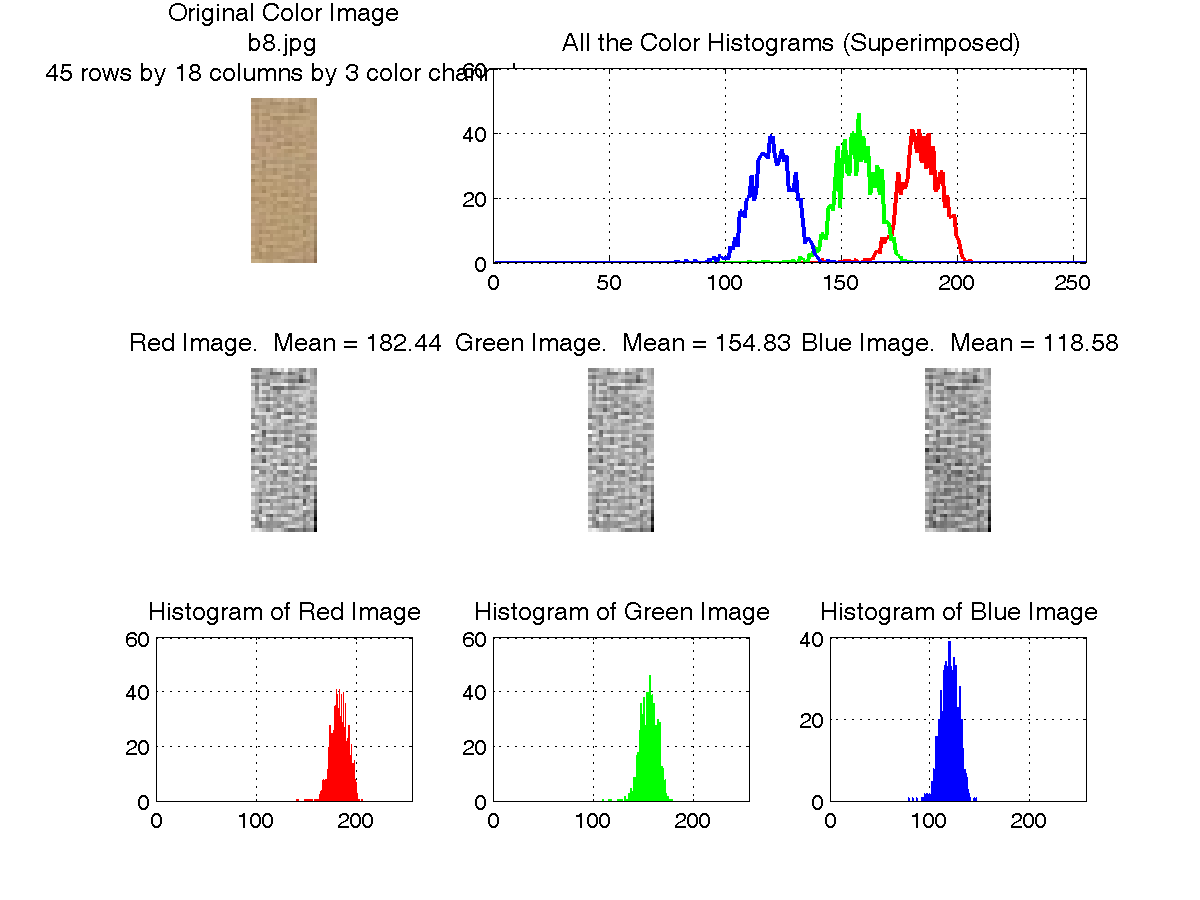 Original Color Image
b8.jpg
45 rows by 18 columns by 3 color chann
All the Color Histograms (Superimposed)
60
40
20
0
0 50 100 150 200 250
Red Image.  Mean = 182.44
Green Image.  Mean = 154.83
Blue Image.  Mean = 118.58
Histogram of Red Image
60
40
20
0
0 100 200
Histogram of Green Image
60
40
20
0
0 100 200
Histogram of Blue Image
40
20
0
0 100 200